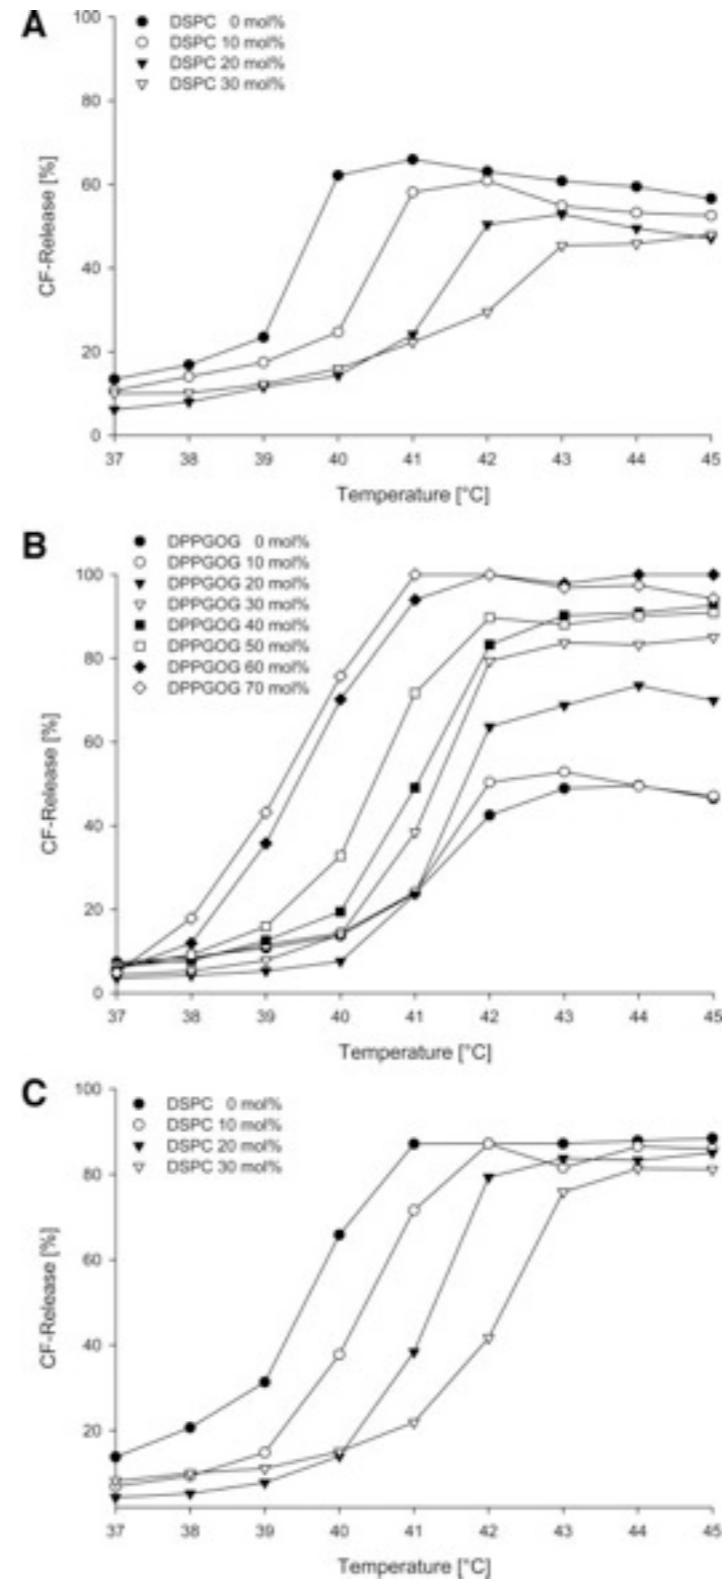 A
DSPC 0 mol%
DSPC 10 mol%
DSPC 20 mol%
DSPC 30 mol%
100
80
60
40
20
0
CF-Release [%]
37 38 39 40 41 42 43 44 45
Temperature [°C]
B
DPPGOG 0 mol%
DPPGOG 10 mol%
DPPGOG 20 mol%
DPPGOG 30 mol%
DPPGOG 40 mol%
DPPGOG 50 mol%
DPPGOG 60 mol%
DPPGOG 70 mol%
100
80
60
40
20
0
CF-Release [%]
37 38 39 40 41 42 43 44 45
Temperature [°C]
C
DSPC 0 mol%
DSPC 10 mol%
DSPC 20 mol%
DSPC 30 mol%
100
80
60
40
20
CF-Release [%]
37 38 39 40 41 42 43 44 45
Temperature [°C]